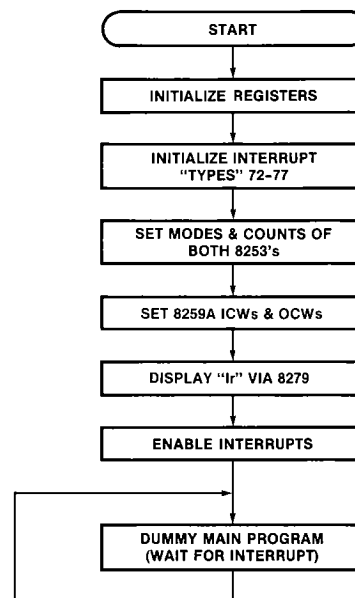 START
INITIALIZE REGISTERS
INITIALIZE INTERRUPT
"TYPES" 72-77
SET MODES & COUNTS OF
BOTH 8253's
SET 8259A ICWs & OCWs
DISPLAY "Ir" VIA 8279
ENABLE INTERRUPTS
DUMMY MAIN PROGRAM
(WAIT FOR INTERRUPT)